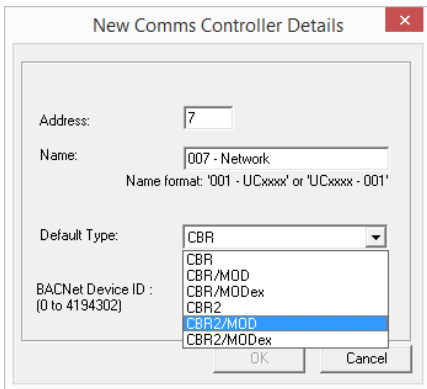 New Comms Controller Details
×
Address:
7
Name:
007 - Network
Name format: '001 - UCxxxx' or 'UCxxxx - 001'
Default Type:
CBR
CBR
CBR/MOD
CBR/MODex
CBR2
CBR2/MOD
CBR2/MODex
BACNet Device ID :
(0 to 4194302)
OK
Cancel